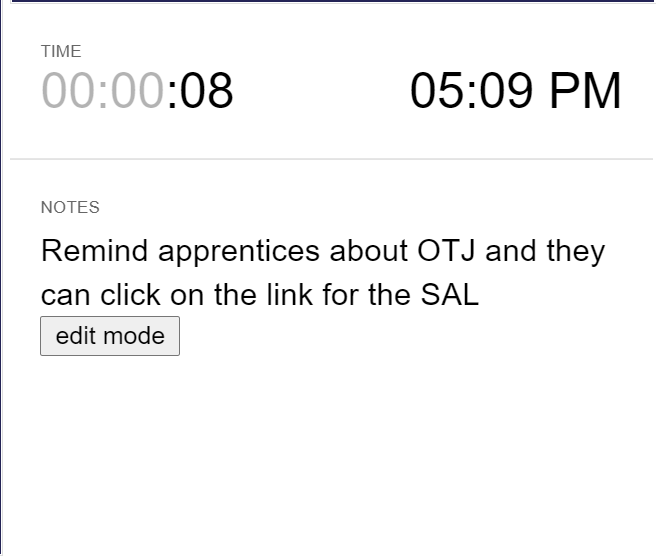 TIME
00:00:08
05:09 PM
NOTES
Remind apprentices about OTJ and they
can click on the link for the SAL
edit mode